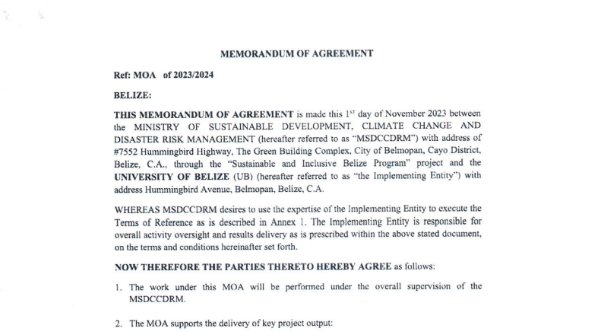 MEMORANDUM OF AGREEMENT
Ref: MOA of 2023/2024
BELIZE:
THIS MEMORANDUM OF AGREEMENT is made this 1st day of November 2023 between
the MINISTRY OF SUSTAINABLE DEVELOPMENT, CLIMATE CHANGE AND
DISASTER RISK MANAGEMENT (hereafter referred to as “MSDCCDRM”) with address of
#7552 Hummingbird Highway, The Green Building Complex, City of Belmopan, Cayo District,
Belize, C.A., through the “Sustainable and Inclusive Belize Program” project and the
UNIVERSITY OF BELIZE (UB) (hereafter referred to as “the Implementing Entity”) with
address Hummingbird Avenue, Belmopan, Belize, C.A.
WHEREAS MSDCCDRM desires to use the expertise of the Implementing Entity to execute the
Terms of Reference as is described in Annex 1. The Implementing Entity is responsible for
overall activity oversight and results delivery as is prescribed within the above stated document,
on the terms and conditions hereinafter set forth.
NOW THEREFORE THE PARTIES THERETO HEREBY AGREE as follows:
1. The work under this MOA will be performed under the overall supervision of the
MSDCCDRM.
2. The MOA supports the delivery of key project output: